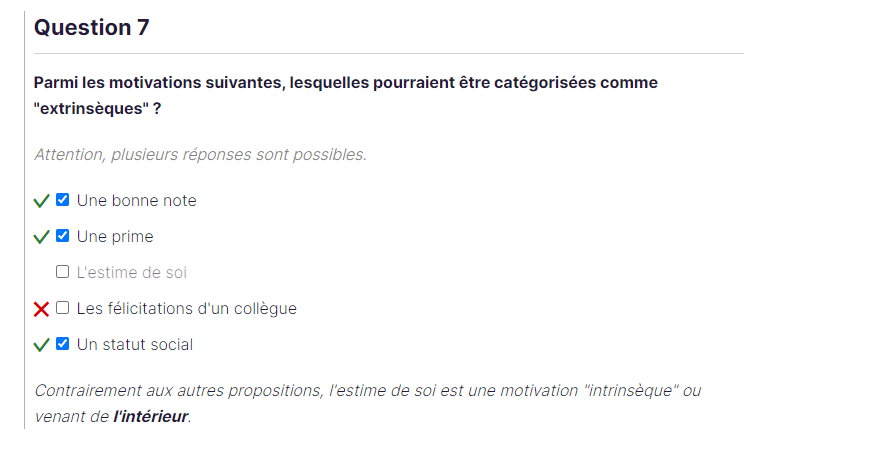 Question 7
Parmi les motivations suivantes, lesquelles pourraient être catégorisées comme
"extrinsèques" ?
Attention, plusieurs réponses sont possibles.
Une bonne note
Une prime
L'estime de soi
Les félicitations d'un collègue
Un statut social
Contrairement aux autres propositions, l'estime de soi est une motivation "intrinsèque" ou
venant de l'intérieur.